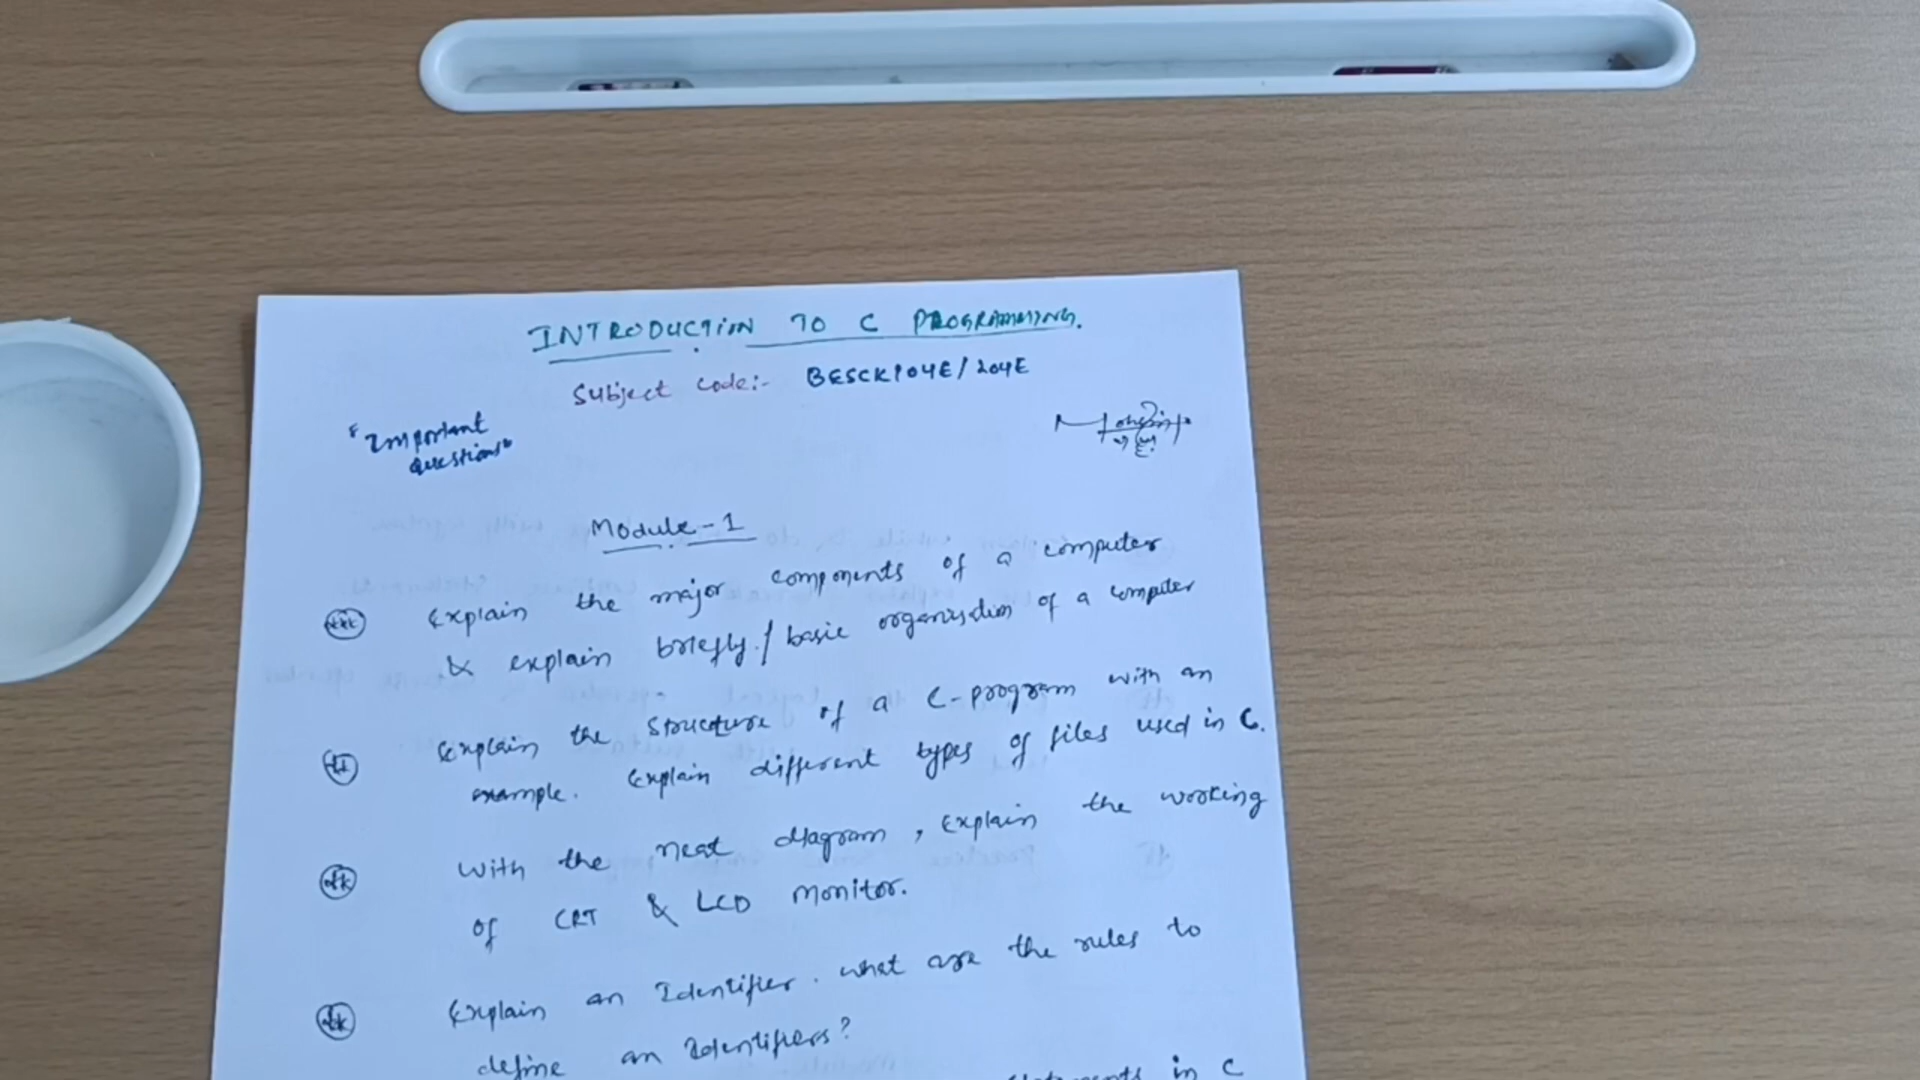 INTRODUCTION TO C PROGRAMMING.
Subject Code:- BESCK104E/204E
"Important
Questions"
Module-1
*** Explain the major components of a computer
& explain briefly./basic organization of a computer
** Explain the structure of a C-program with an
example. Explain different types of files used in C.
** With the neat diagram, Explain the working
of CRT & LCD monitor.
** Explain an Identifier. What are the rules to
define an Identifiers?
statements in C